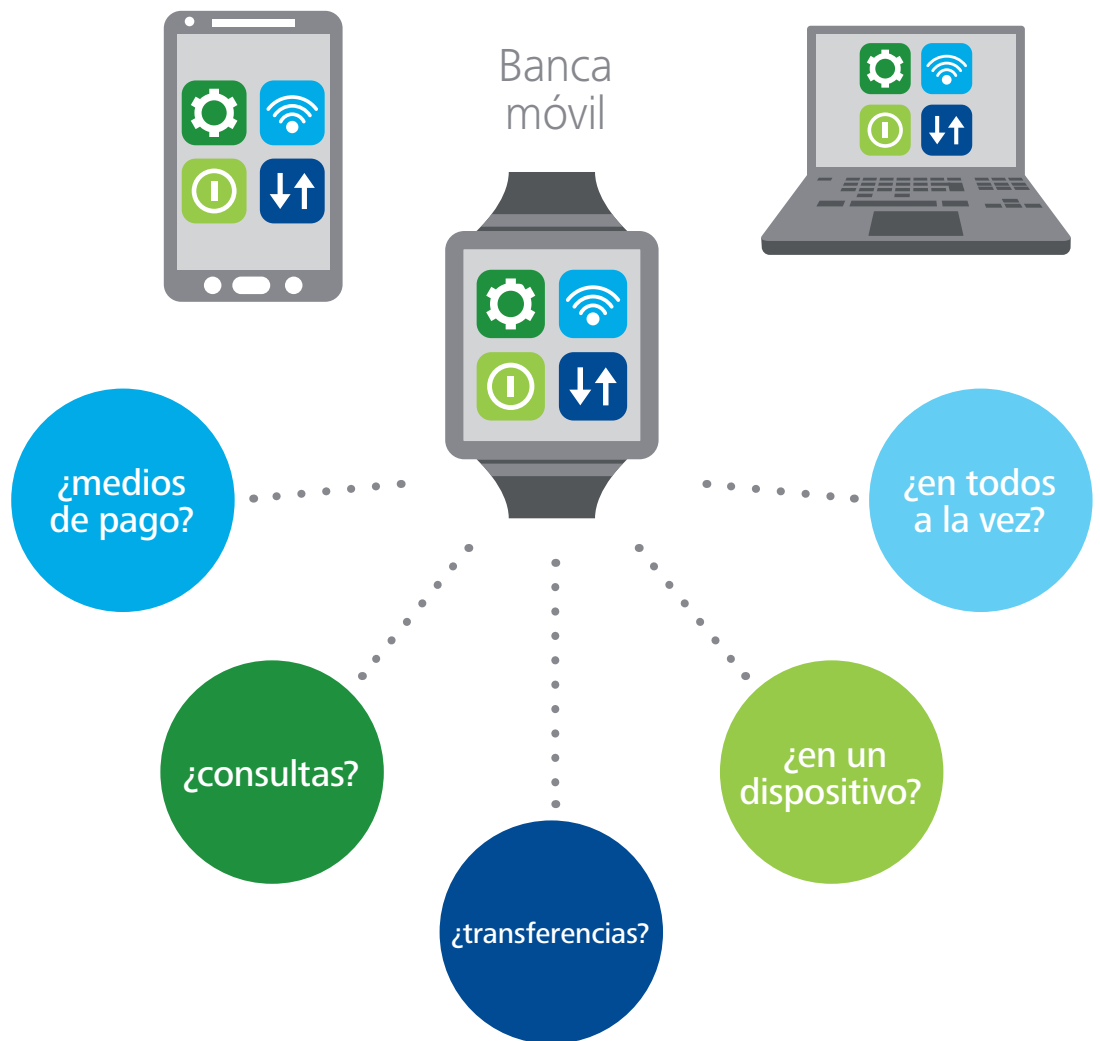 Banca
móvil
¿medios
de pago?
¿en todos
a la vez?
¿consultas?
¿en un
dispositivo?
¿transferencias?